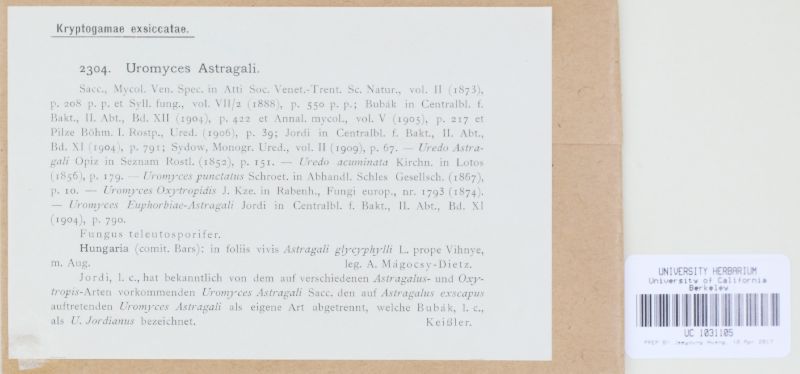 Kryptogamae exsiccatae.
2304. Uromyces Astragali.
Sacc., Mycol. Ven. Spec. in Atti Soc. Venet.-Trent. Sc. Natur., vol. II (1873),
p. 208 p. p. et Syll. fung., vol. VII/2 (1888), p. 550 p. p.; Bubák in Centralbl. f.
Bakt., II. Abt., Bd. XII (1904), p. 422 et Annal. mycol., vol. V (1905), p. 217 et
Pilze Böhm. I. Rostp., Ured. (1906), p. 39; Jordi in Centralbl. f. Bakt., II. Abt.,
Bd. XI (1904), p. 791; Sydow, Monogr. Ured., vol. II (1909), p. 67. — Uredo Astra-
gali Opiz in Seznam Rostl. (1852), p. 151. — Uredo acuminata Kirchn. in Lotos
(1856), p. 179. — Uromyces punctatus Schroet. in Abhandl. Schles Gesellsch. (1867),
p. 10. — Uromyces Oxytropidis J. Kze. in Rabenh., Fungi europ., nr. 1793 (1874).
— Uromyces Euphorbiae-Astragali Jordi in Centralbl. f. Bakt., II. Abt., Bd. XI
(1904), p. 790.
Fungus teleutosporifer.
Hungaria (comit. Bars): in foliis vivis Astragali glycyphylli L. prope Vihnye,
m. Aug. leg. A. Mágocsy-Dietz.
Jordi, l. c., hat bekanntlich von dem auf verschiedenen Astragalus- und Oxy-
tropis-Arten vorkommenden Uromyces Astragali Sacc. den auf Astragalus exscapus
auftretenden Uromyces Astragali als eigene Art abgetrennt, welche Bubák, l. c.,
als U. Jordianus bezeichnet. Keißler.
UNIVERSITY HERBARIUM
University of California
Berkeley
UC 1031105
PREP BY Jaeyoung Hwang, 18 Apr 2017